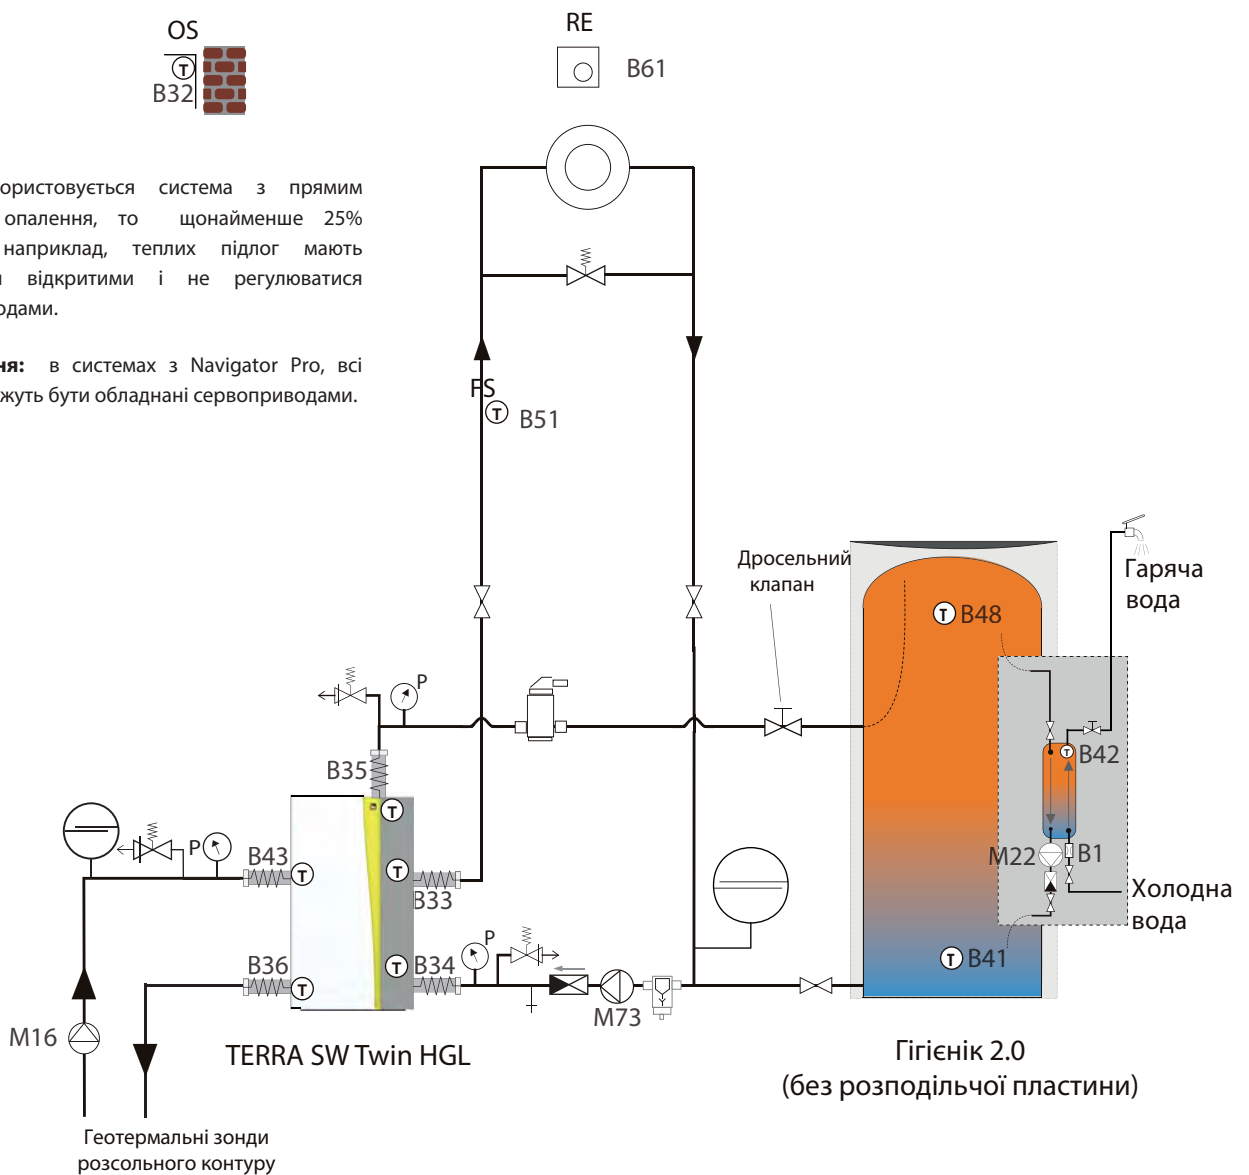 OS
RE
B32
B61
ористовується система з прямим
опалення, то щонайменше 25%
наприклад, теплих підлог мають
відкритими і не регулюватися
одами.
ня: в системах з Navigator Pro, всі
жуть бути обладнані сервоприводами.
FS
B51
Дросельний
клапан
Гаряча
вода
B48
P
B35
B42
P
B43
B33
M22
B1
Холодна
вода
P
B36
B34
B41
M73
M16
TERRA SW Twin HGL
Гігієнік 2.0
(без розподільчої пластини)
Геотермальні зонди
розсольного контуру
T
T
T
T
T
T
T
T
T
T